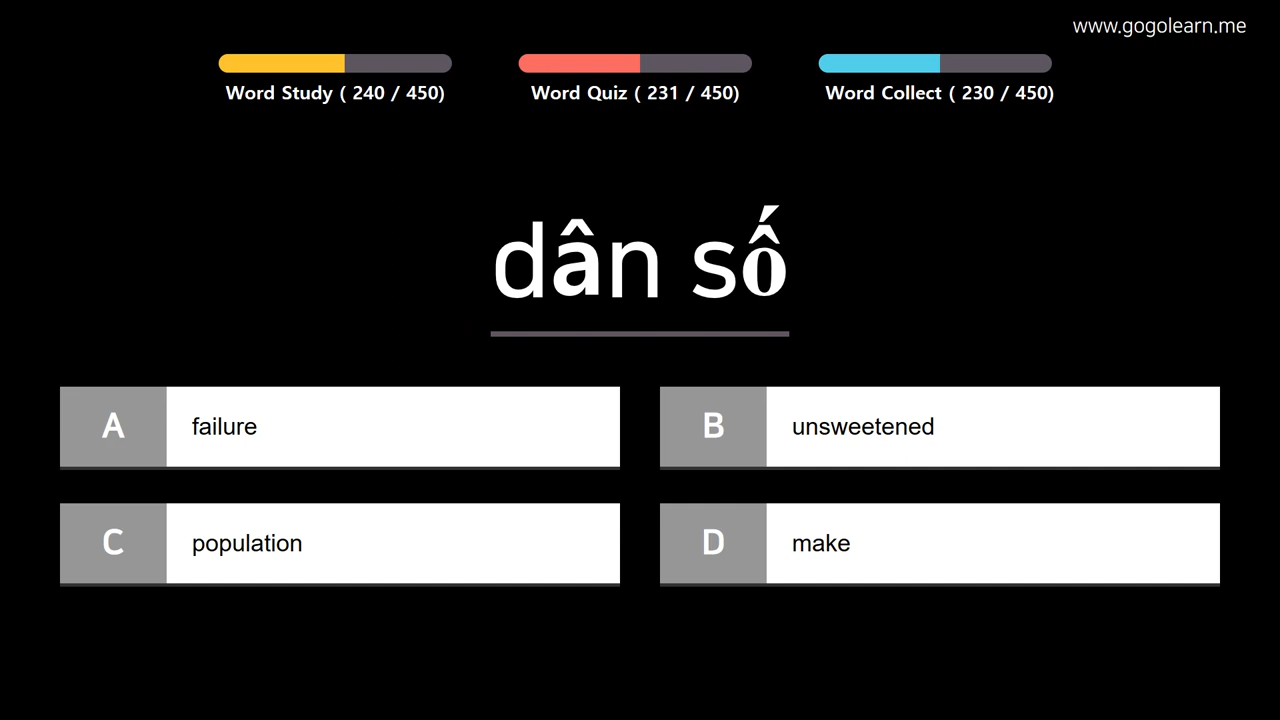 www.gogolearn.me
Word Study ( 240 / 450)
Word Quiz ( 231 / 450)
Word Collect ( 230 / 450)
dân số
A failure
B unsweetened
C population
D make